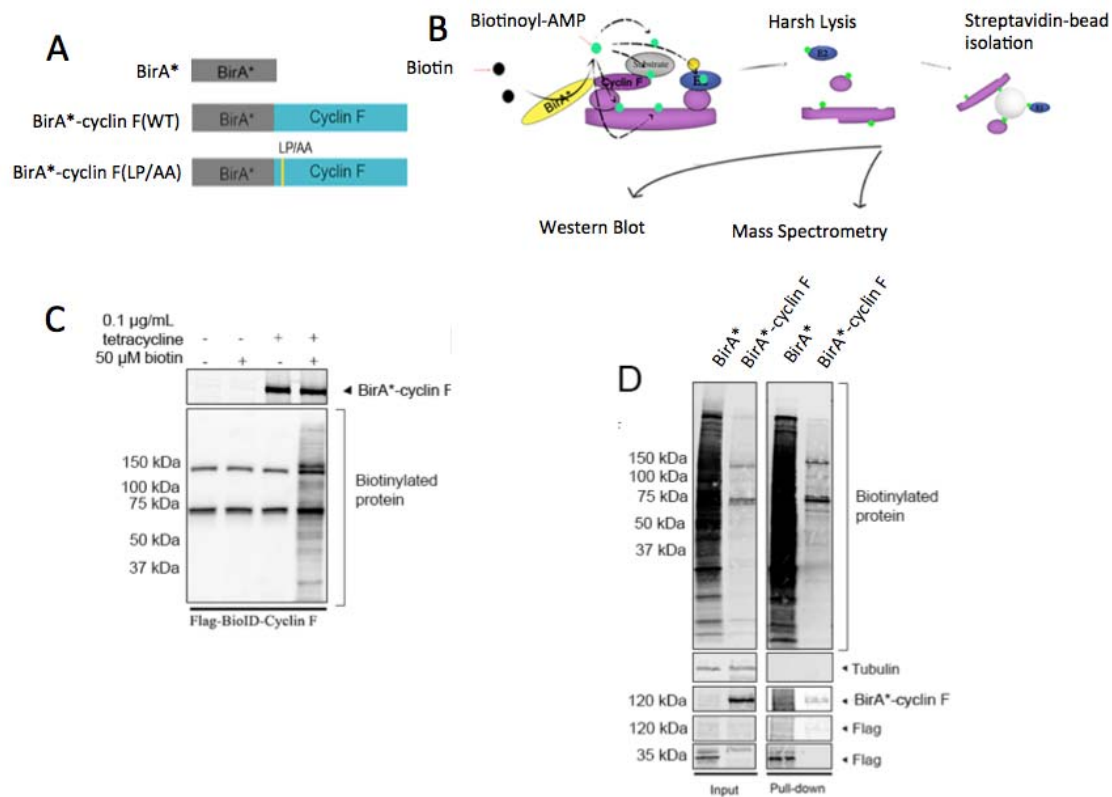 A
BirA*
BirA*
BirA*-cyclin F(WT)
BirA*
Cyclin F
LP/AA
BirA*-cyclin F(LP/AA)
BirA*
Cyclin F
B
Biotinoyl-AMP
Harsh Lysis
Streptavidin-bead
isolation
Biotin
Substrate
Cyclin F
BirA*
E2
Western Blot
Mass Spectrometry
C
0.1 µg/mL
tetracycline - - + +
50 µM biotin - + - +
BirA*-cyclin F
150 kDa
100 kDa
75 kDa
50 kDa
37 kDa
Biotinylated
protein
Flag-BioID-Cyclin F
D
BirA*
BirA*-cyclin F
BirA*
BirA*-cyclin F
150 kDa
100 kDa
75 kDa
50 kDa
37 kDa
Biotinylated
protein
Tubulin
120 kDa
BirA*-cyclin F
120 kDa
Flag
35 kDa
Flag
Input
Pull-down